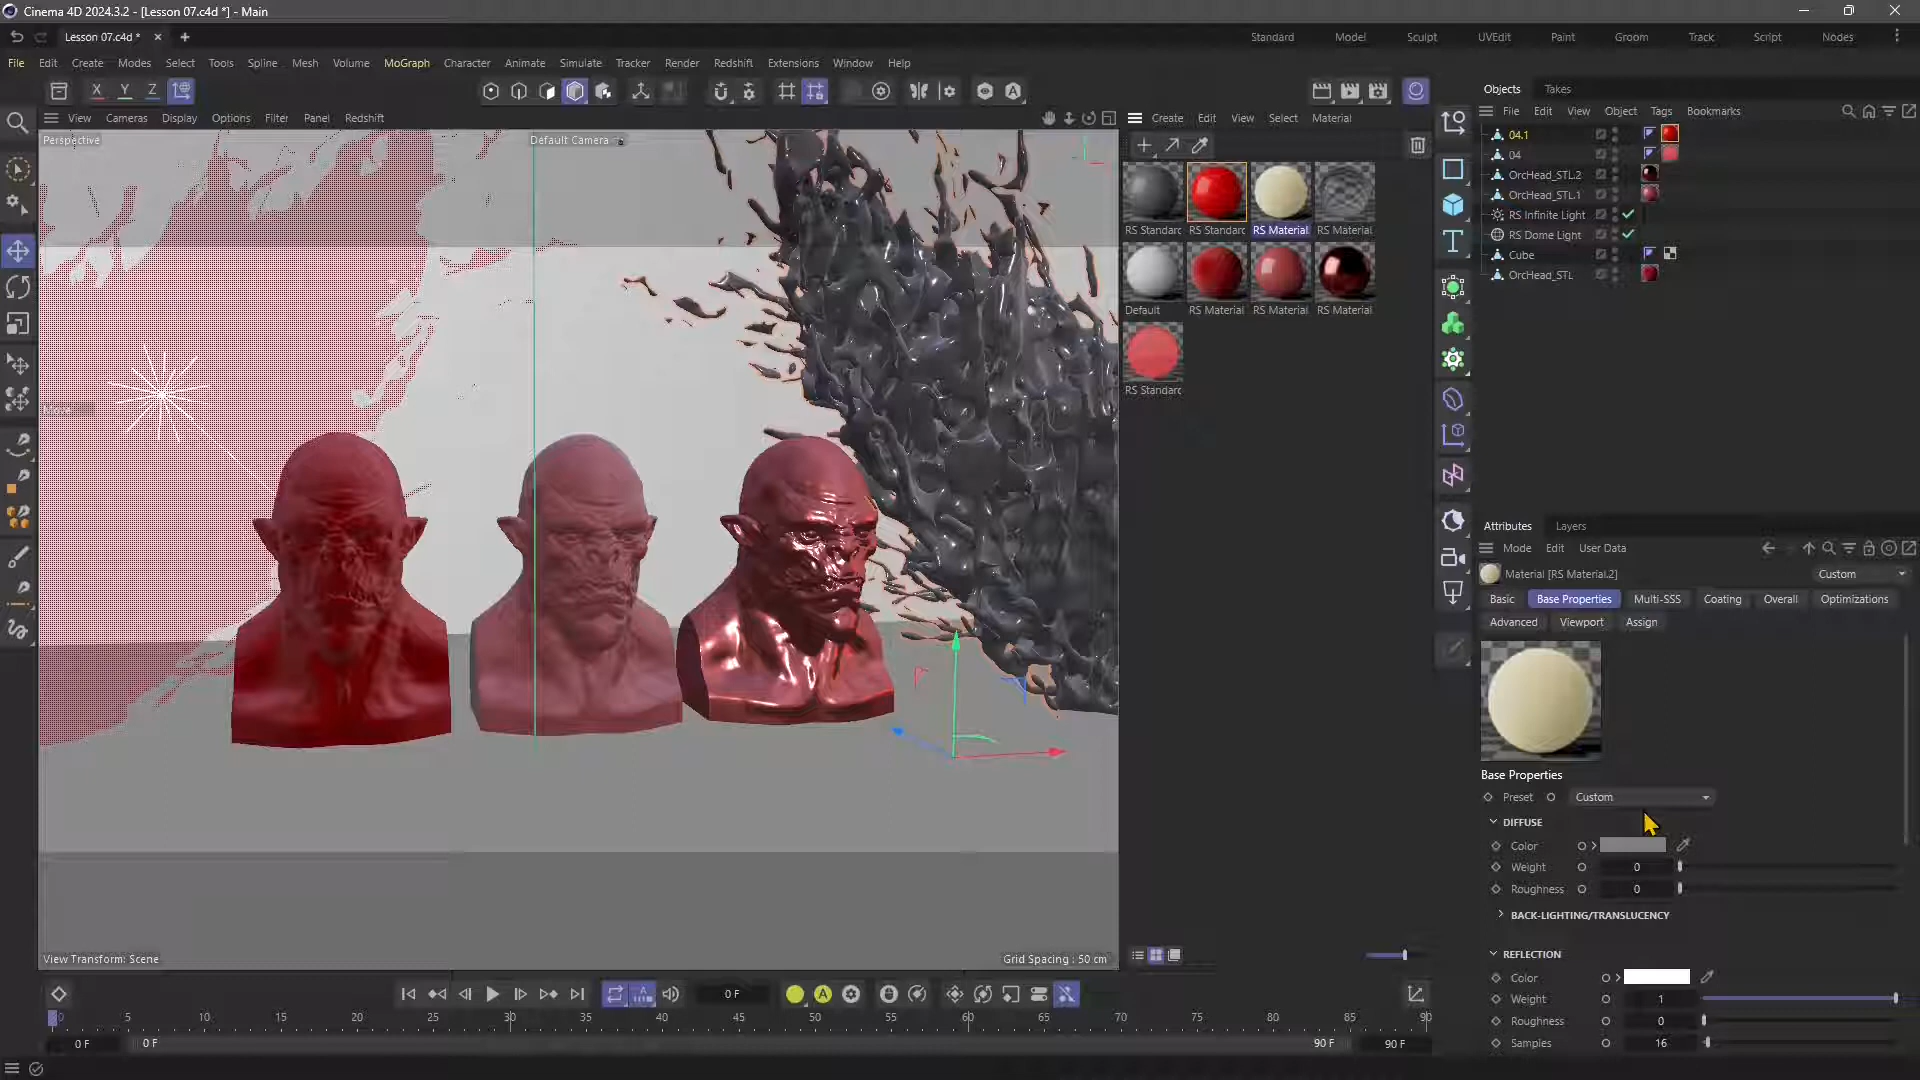 Cinema 4D 2024.3.2 - [Lesson 07.c4d *] - Main
Lesson 07.c4d *
Standard Model Sculpt UVEdit Paint Groom Track Script Nodes
File Edit Create Modes Select Tools Spline Mesh Volume MoGraph Character Animate Simulate Tracker Render Redshift Extensions Window Help
X Y Z
Objects Takes
File Edit View Object Tags Bookmarks
View Cameras Display Options Filter Panel Redshift
Create Edit View Select Material
Perspective
Default Camera
04.1
04
OrcHead_STL.2
OrcHead_STL.1
RS Infinite Light
RS Dome Light
Cube
OrcHead_STL
RS Standarc RS Standarc RS Material RS Material
Default RS Material RS Material RS Material
RS Standarc
Move
Attributes Layers
Mode Edit User Data
Material [RS Material.2]
Custom
Basic Base Properties Multi-SSS Coating Overall Optimizations
Advanced Viewport Assign
Base Properties
Preset Custom
DIFFUSE
Color
Weight 0
Roughness 0
BACK-LIGHTING/TRANSLUCENCY
REFLECTION
Color
Weight 1
Roughness 0
Samples 16
View Transform: Scene
Grid Spacing : 50 cm
0 F
0 5 10 15 20 25 30 35 40 45 50 55 60 65 70 75 80 85 90
0 F 0 F 90 F 90 F